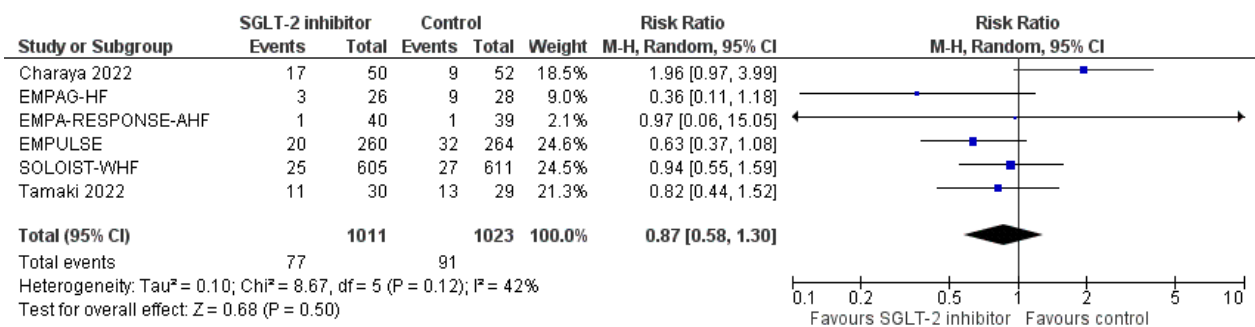 SGLT-2 inhibitor Control Risk Ratio Risk Ratio
Study or Subgroup Events Total Events Total Weight M-H, Random, 95% CI M-H, Random, 95% CI
Charaya 2022 17 50 9 52 18.5% 1.96 [0.97, 3.99]
EMPAG-HF 3 26 9 28 9.0% 0.36 [0.11, 1.18]
EMPA-RESPONSE-AHF 1 40 1 39 2.1% 0.97 [0.06, 15.05]
EMPULSE 20 260 32 264 24.6% 0.63 [0.37, 1.08]
SOLOIST-WHF 25 605 27 611 24.5% 0.94 [0.55, 1.59]
Tamaki 2022 11 30 13 29 21.3% 0.82 [0.44, 1.52]
Total (95% CI) 1011 1023 100.0% 0.87 [0.58, 1.30]
Total events 77 91
Heterogeneity: Tau² = 0.10; Chi² = 8.67, df = 5 (P = 0.12); I² = 42%
Test for overall effect: Z = 0.68 (P = 0.50)
0.1 0.2 0.5 1 2 5 10
Favours SGLT-2 inhibitor Favours control